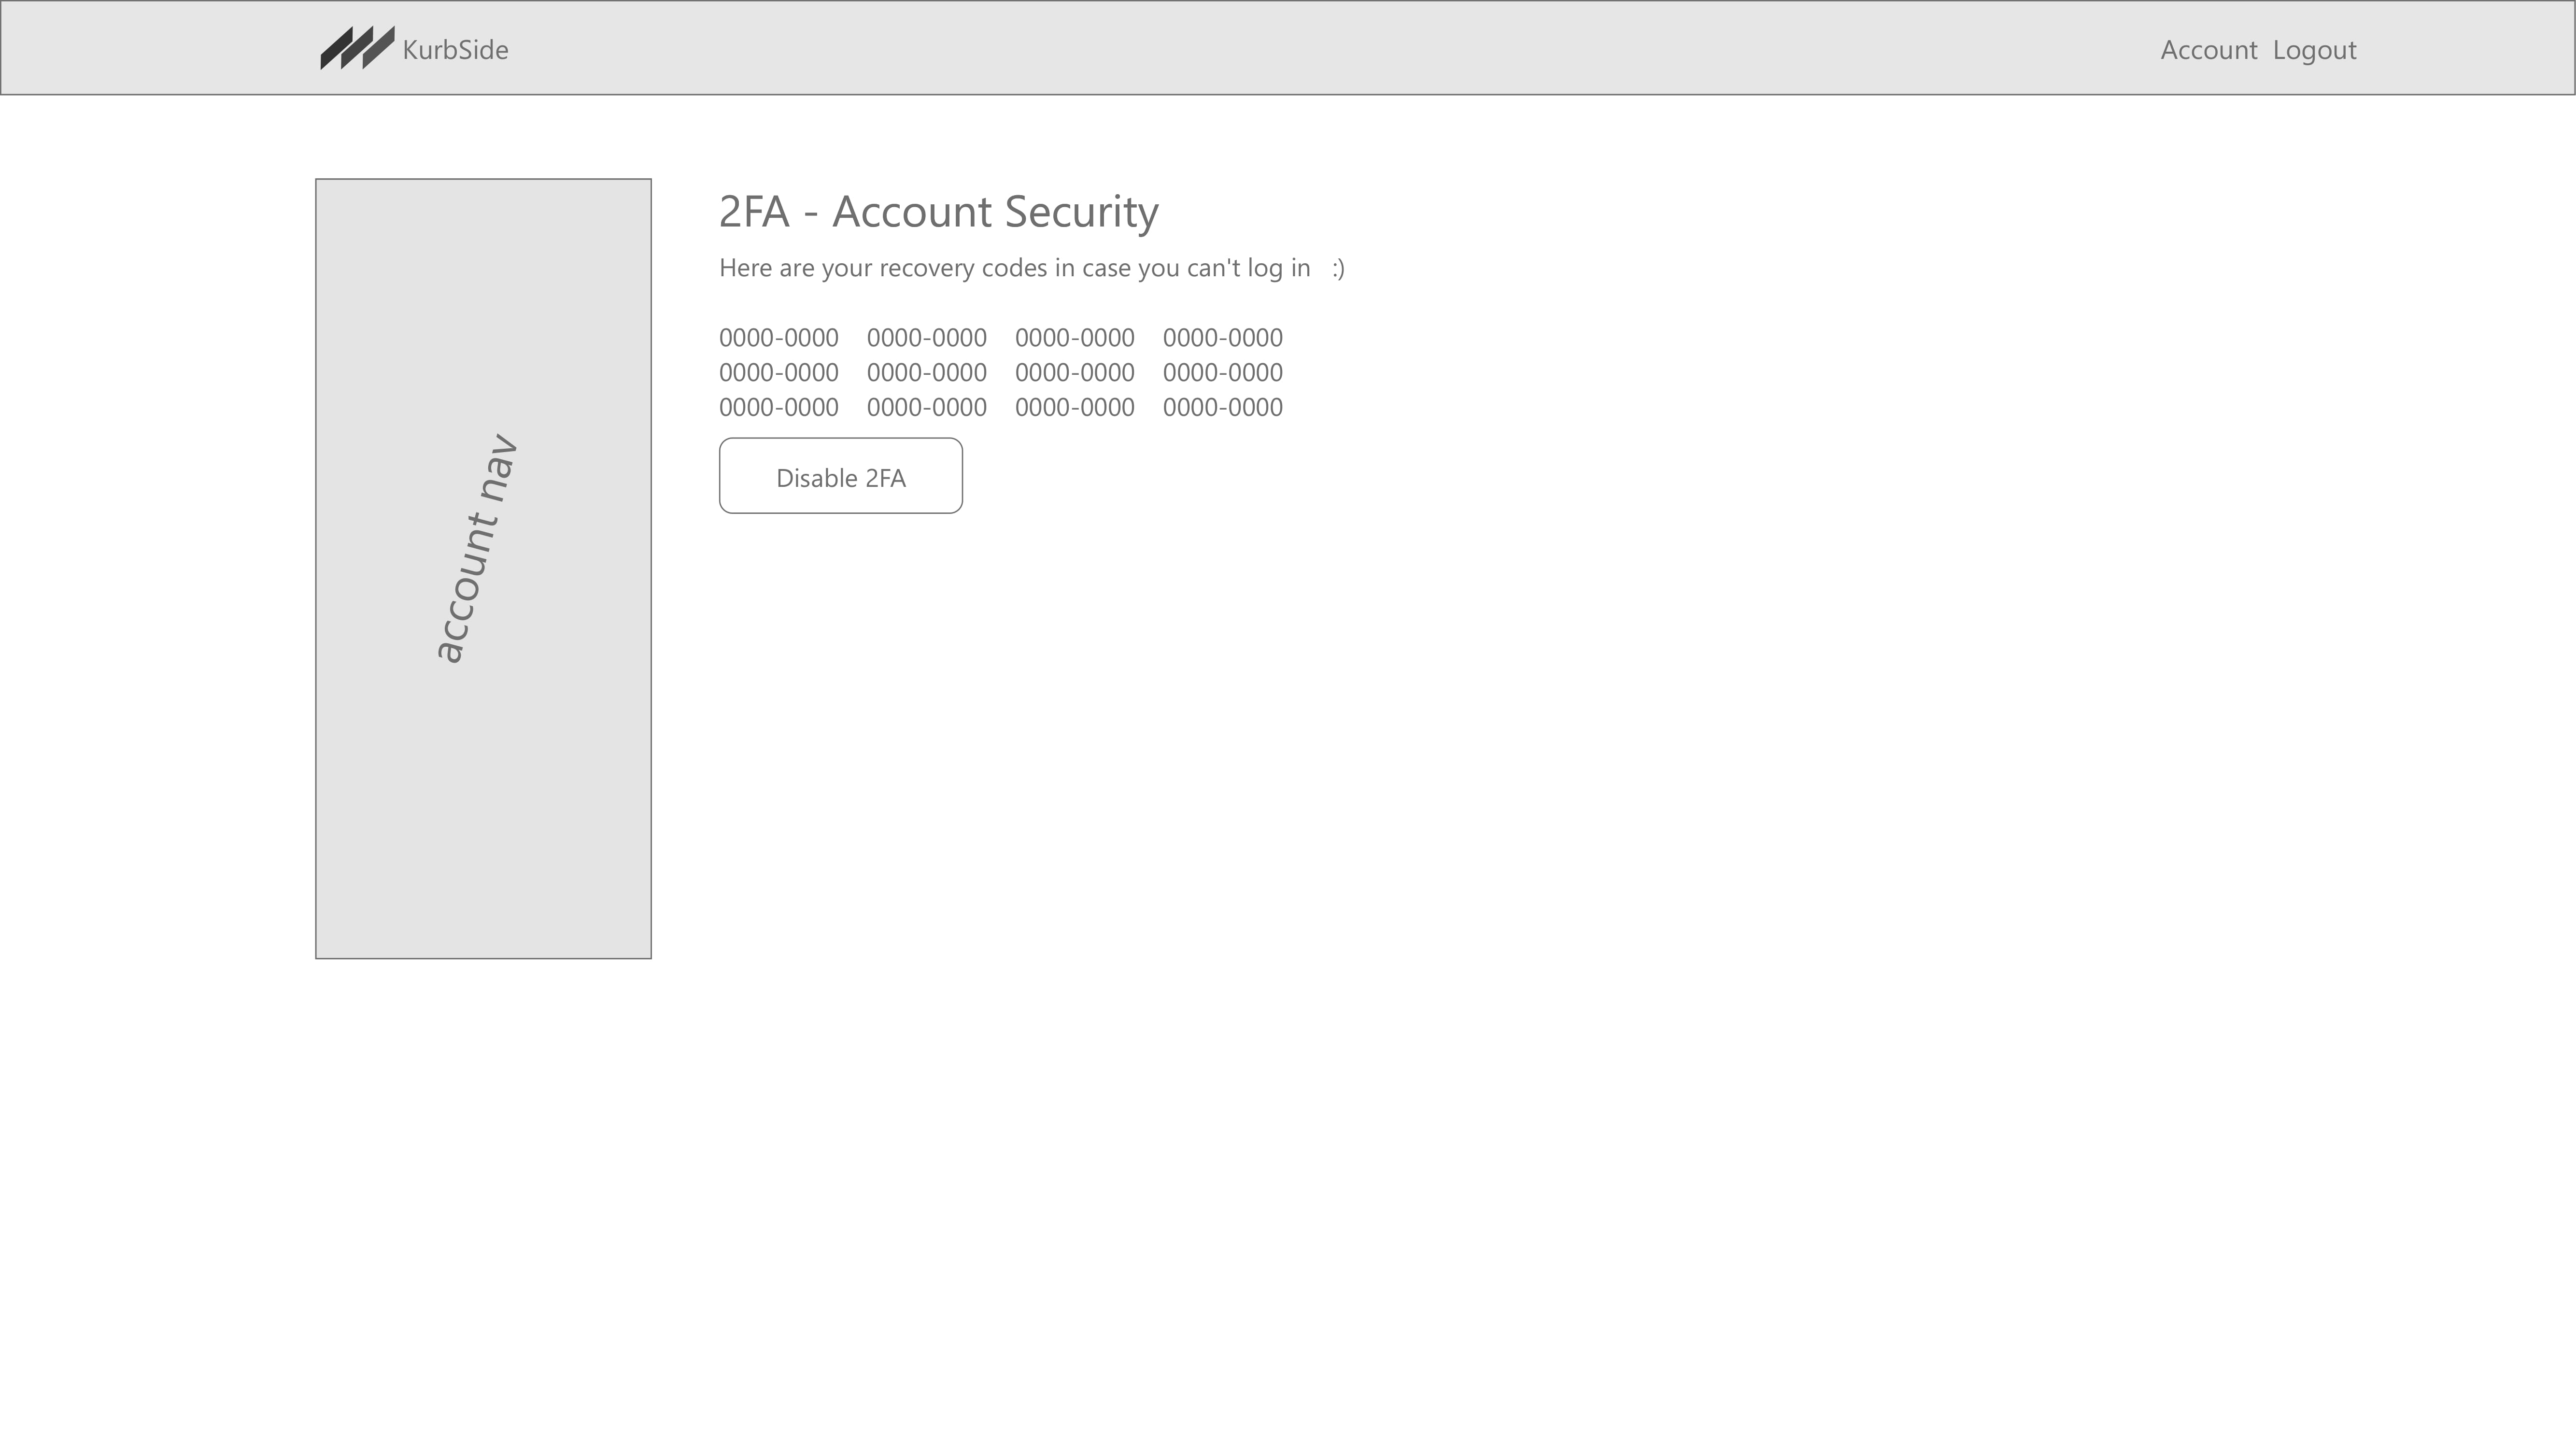 KurbSide
Account Logout
2FA - Account Security
Here are your recovery codes in case you can't log in :)
0000-0000 0000-0000 0000-0000 0000-0000
0000-0000 0000-0000 0000-0000 0000-0000
0000-0000 0000-0000 0000-0000 0000-0000
Disable 2FA
account nav